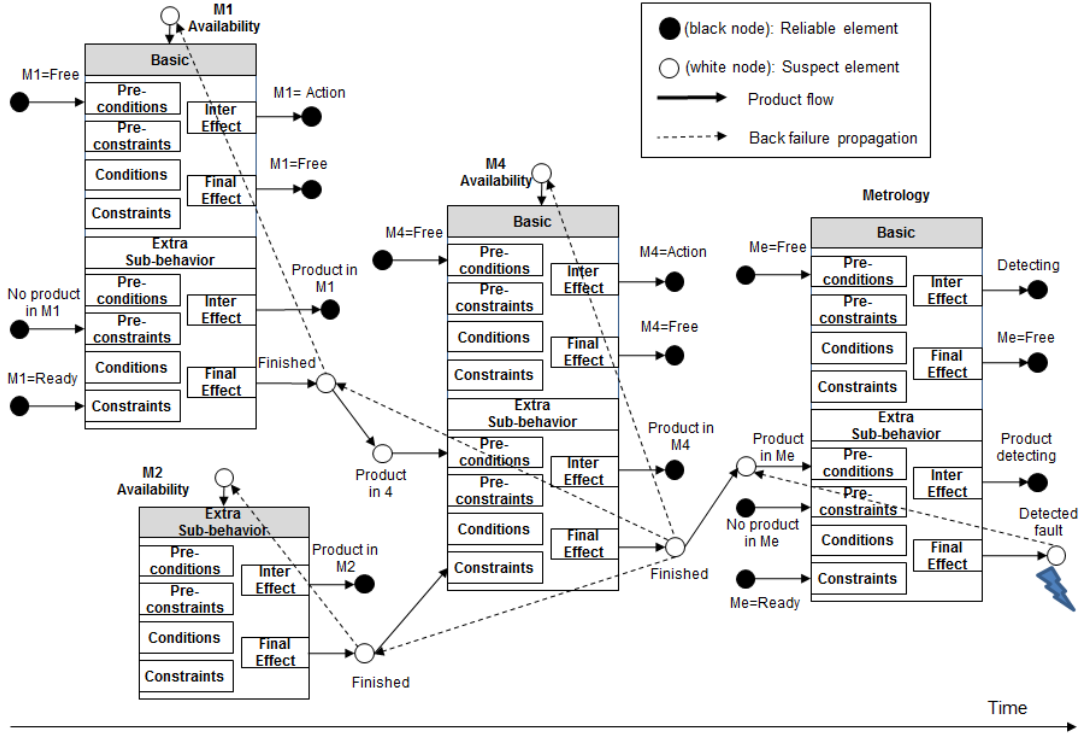 M1
Availability
Basic
M1=Free
Pre-
conditions
Pre-
constraints
Conditions
Constraints
Inter
Effect
M1= Action
Final
Effect
M1=Free
Extra
Sub-behavior
No product
in M1
M1=Ready
Pre-
conditions
Pre-
constraints
Conditions
Constraints
Inter
Effect
Product in
M1
Final
Effect
Finished
Product
in 4
M2
Availability
Extra
Sub-behavior
Pre-
conditions
Pre-
constraints
Conditions
Constraints
Inter
Effect
Product in
M2
Final
Effect
Finished
M4
Availability
Basic
M4=Free
Pre-
conditions
Pre-
constraints
Conditions
Constraints
Inter
Effect
M4=Action
Final
Effect
M4=Free
Extra
Sub-behavior
Pre-
conditions
Pre-
constraints
Conditions
Constraints
Inter
Effect
Product in
M4
Final
Effect
Finished
(black node): Reliable element
(white node): Suspect element
Product flow
Back failure propagation
Metrology
Basic
Me=Free
Pre-
conditions
Pre-
constraints
Conditions
Constraints
Inter
Effect
Detecting
Final
Effect
Me=Free
Extra
Sub-behavior
Product
in Me
No product
in Me
Me=Ready
Pre-
conditions
Pre-
constraints
Conditions
Constraints
Inter
Effect
Product
detecting
Final
Effect
Detected
fault
Time